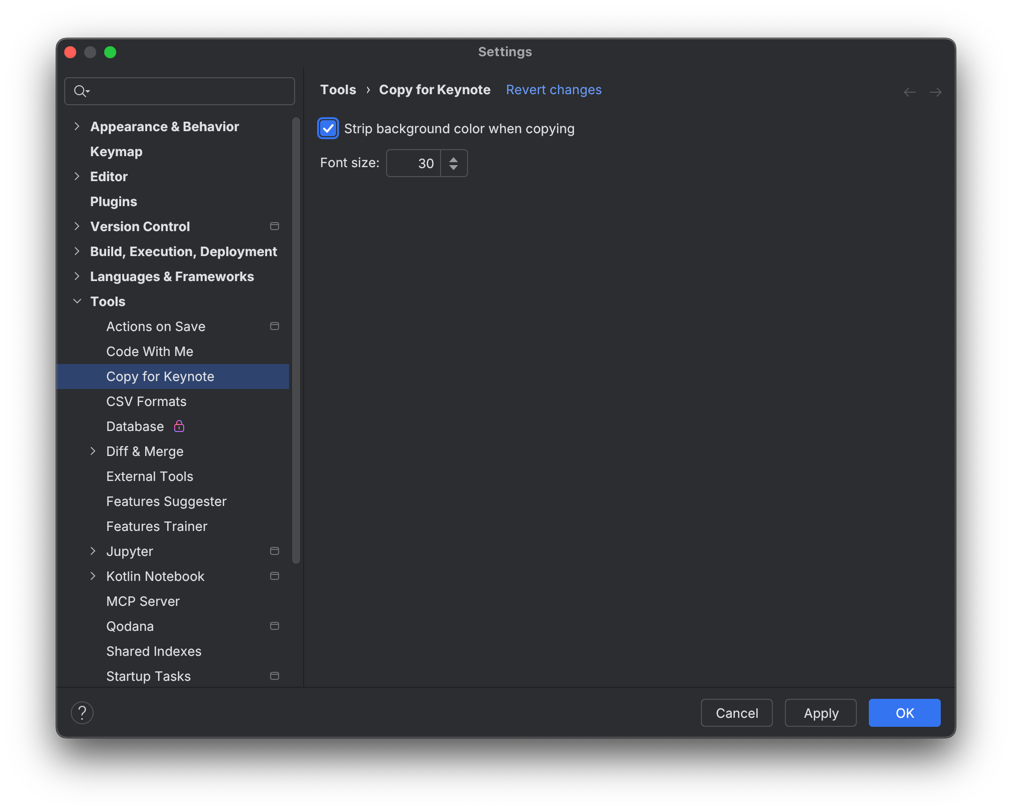 Settings
Tools › Copy for Keynote Revert changes
Strip background color when copying
Font size: 30
Appearance & Behavior
Keymap
Editor
Plugins
Version Control
Build, Execution, Deployment
Languages & Frameworks
Tools
Actions on Save
Code With Me
Copy for Keynote
CSV Formats
Database
Diff & Merge
External Tools
Features Suggester
Features Trainer
Jupyter
Kotlin Notebook
MCP Server
Qodana
Shared Indexes
Startup Tasks
? Cancel Apply OK